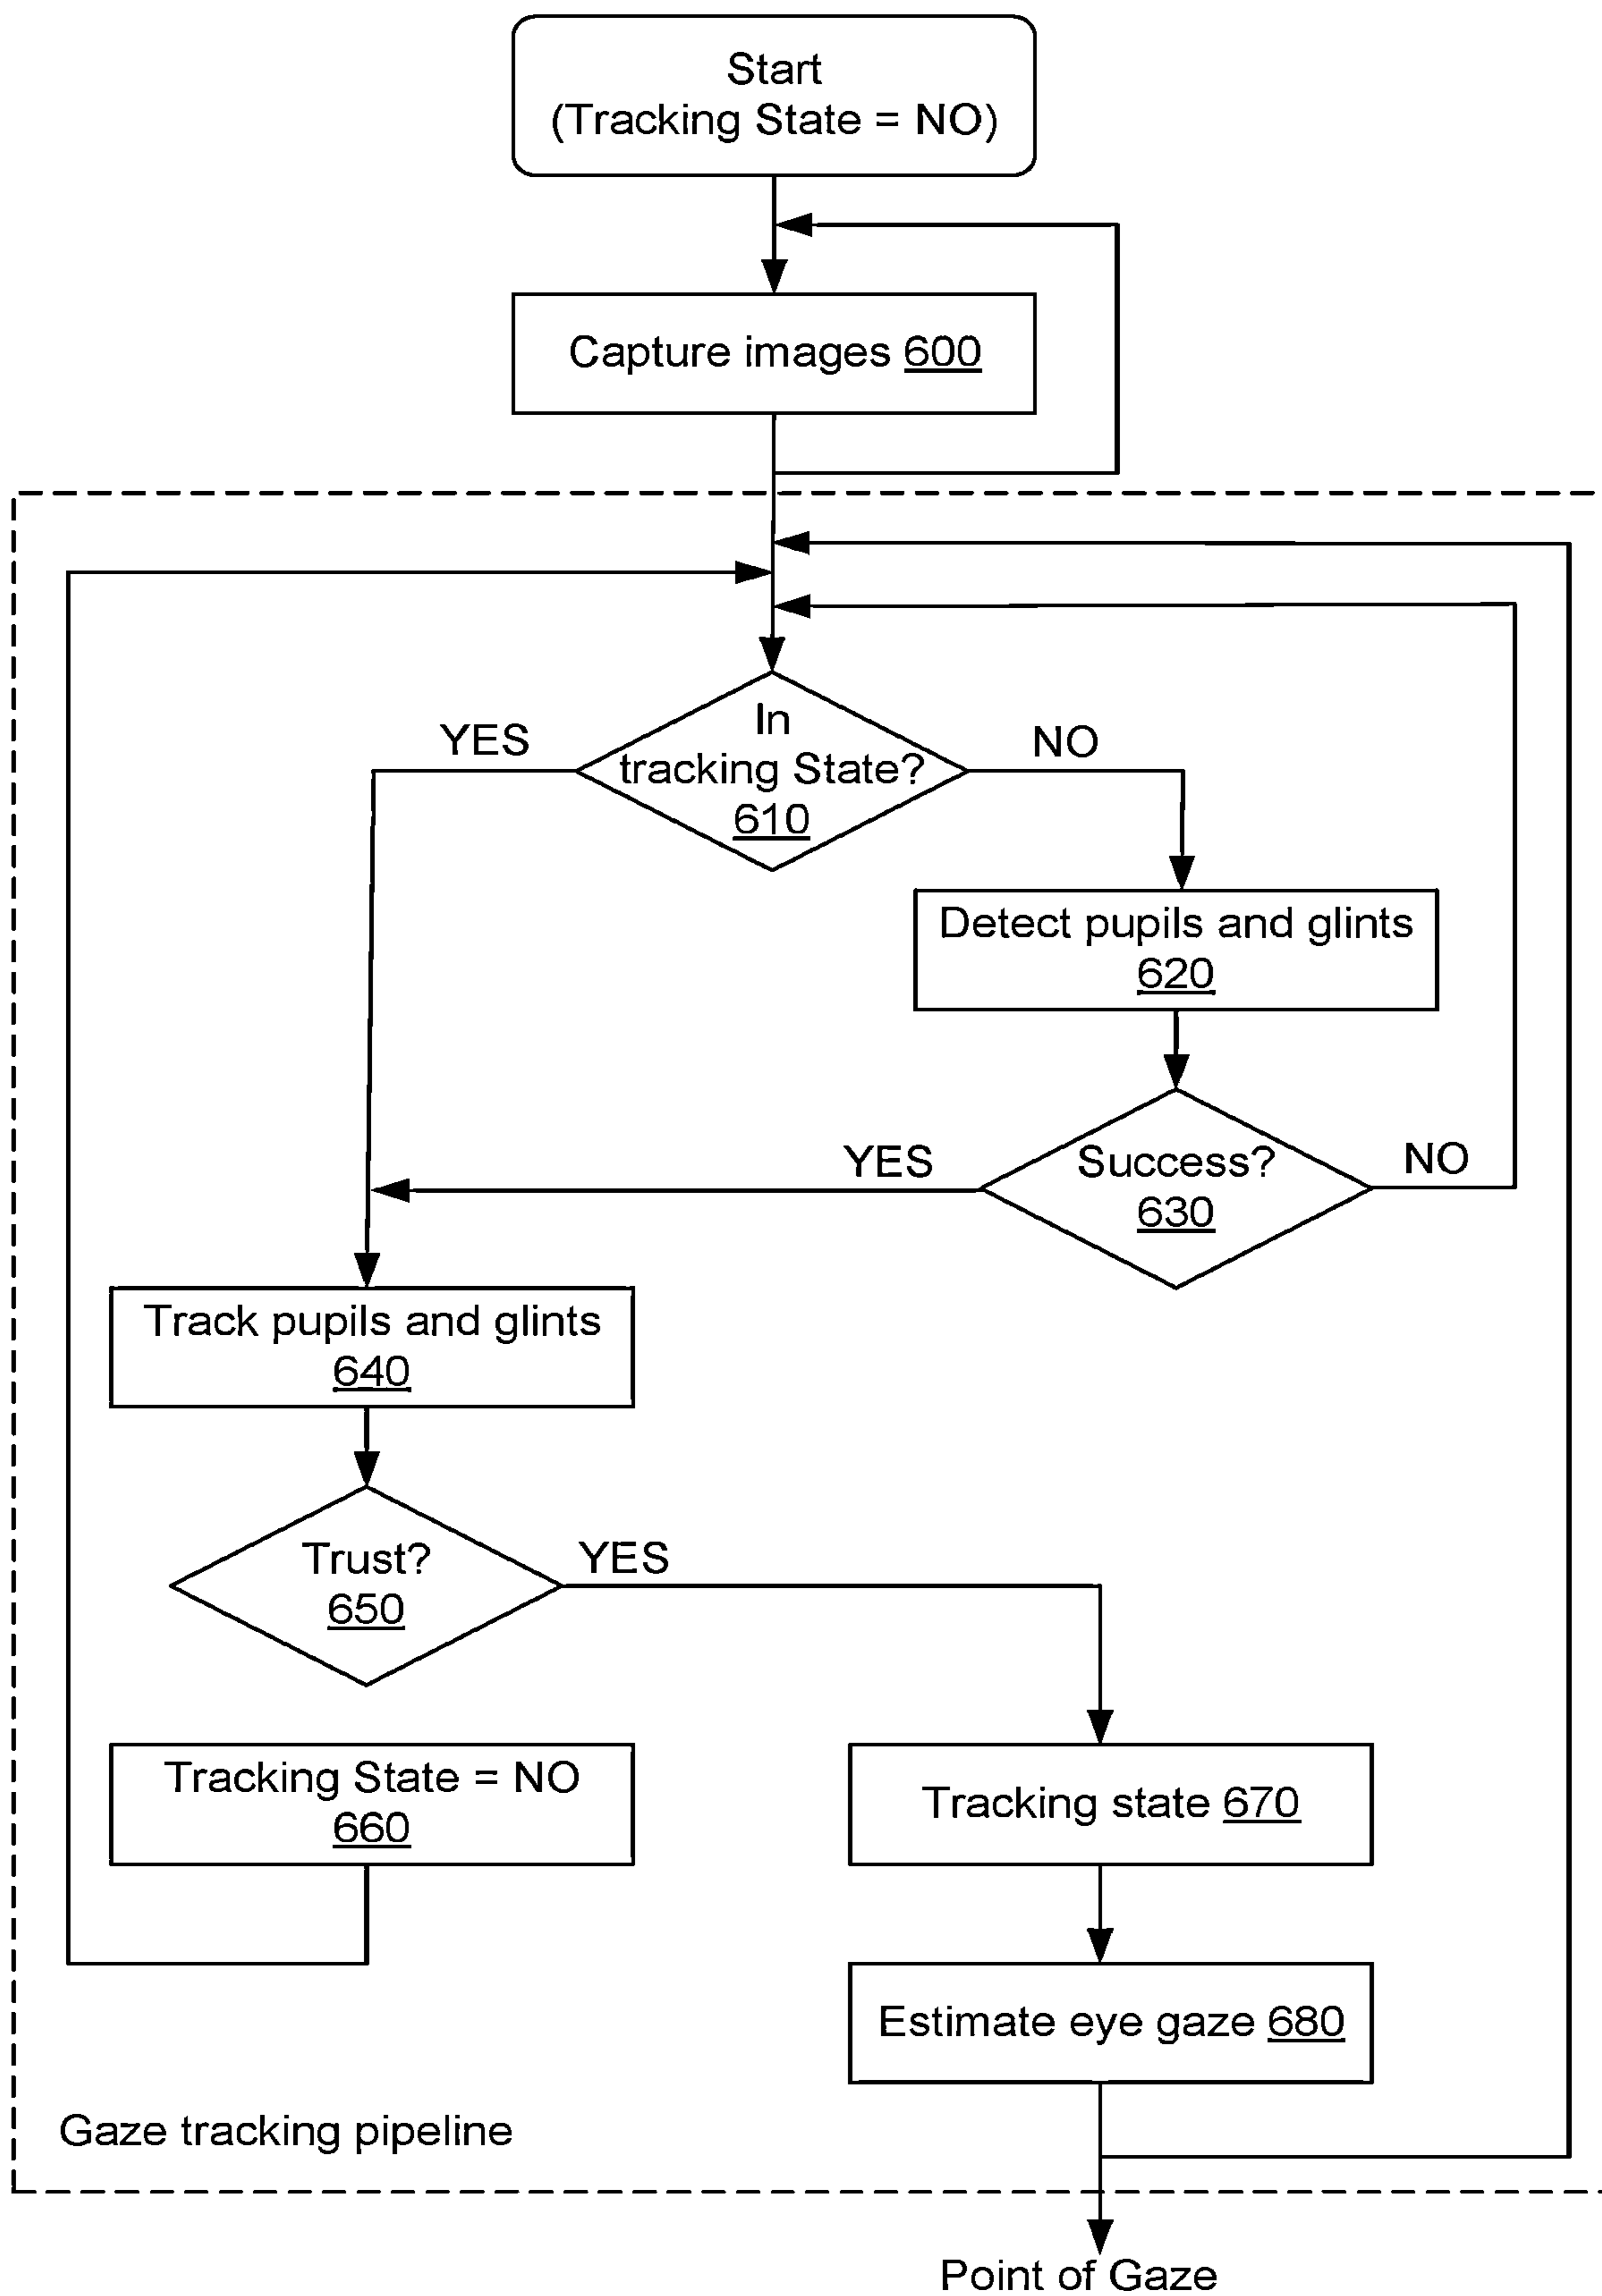 Start
(Tracking State = NO)
Capture images 600
In
tracking State?
610
YES
NO
Detect pupils and glints
620
Success?
630
YES
NO
Track pupils and glints
640
Trust?
650
YES
Tracking State = NO
660
Tracking state 670
Estimate eye gaze 680
Gaze tracking pipeline
Point of Gaze